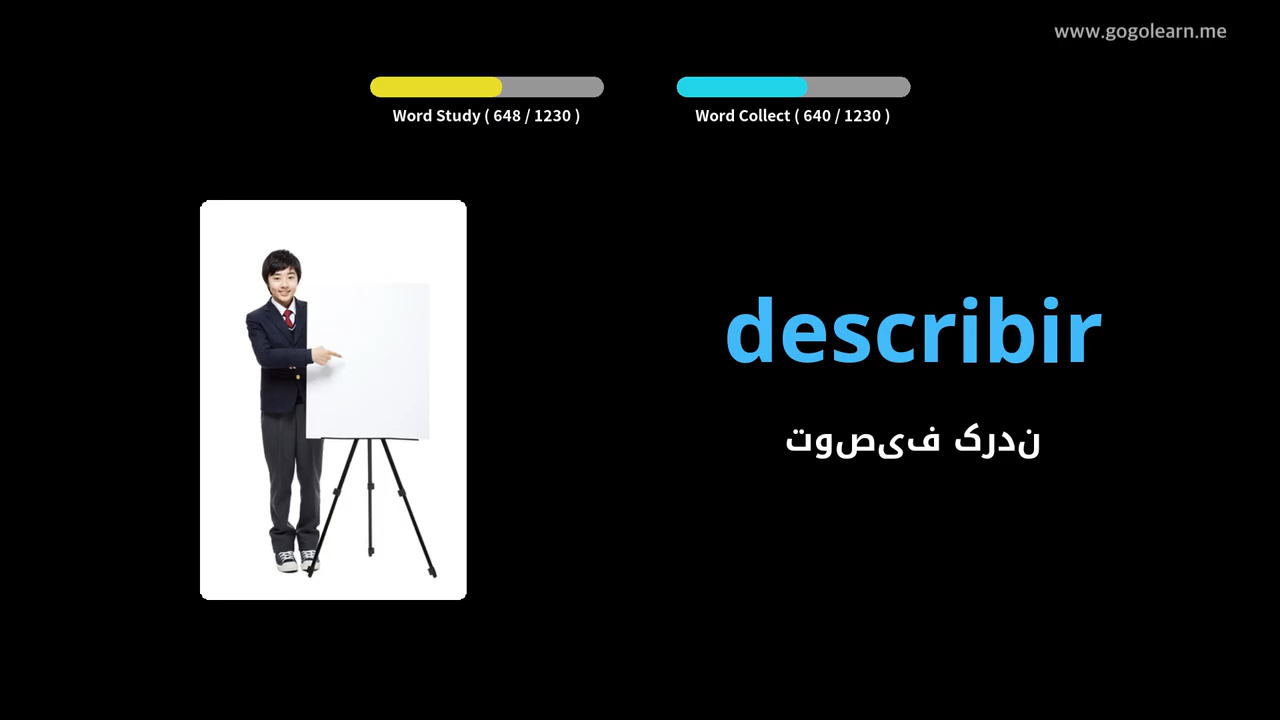 www.gogolearn.me
Word Study ( 648 / 1230 )
Word Collect ( 640 / 1230 )
describir
توصیف کردن